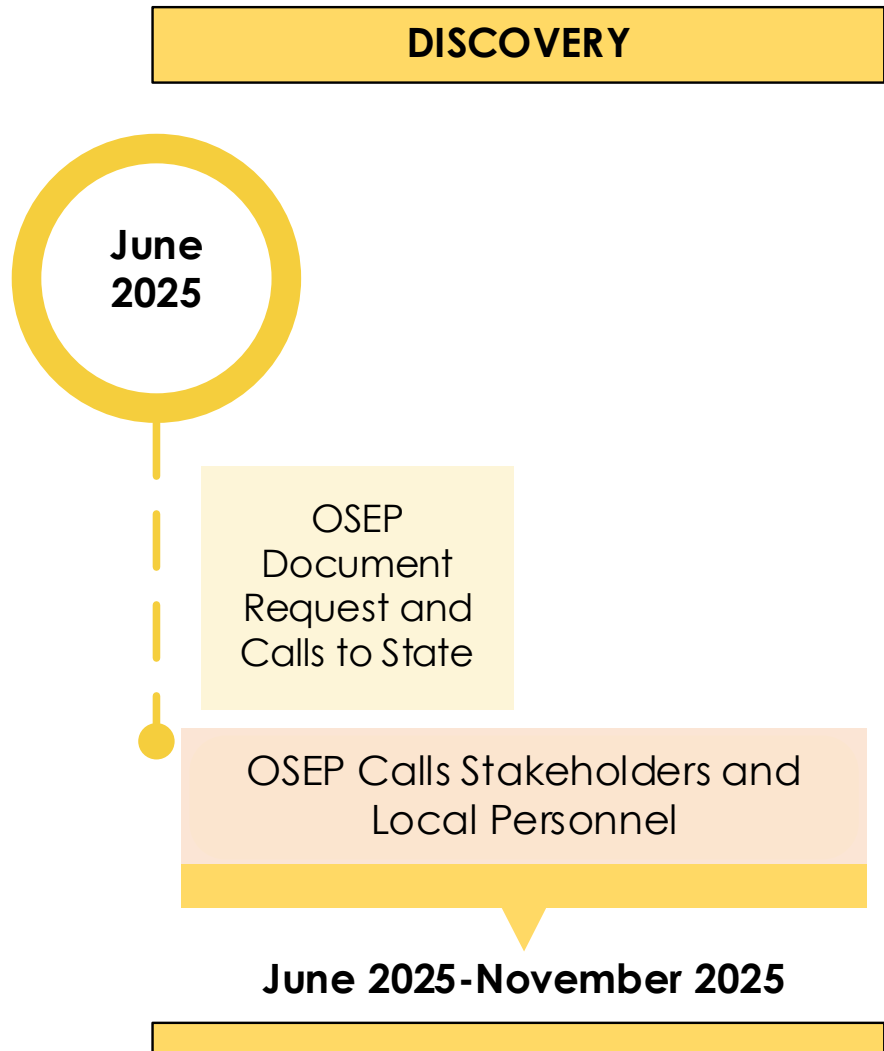 DISCOVERY
June
2025
OSEP
Document
Request and
Calls to State
OSEP Calls Stakeholders and
Local Personnel
June 2025-November 2025